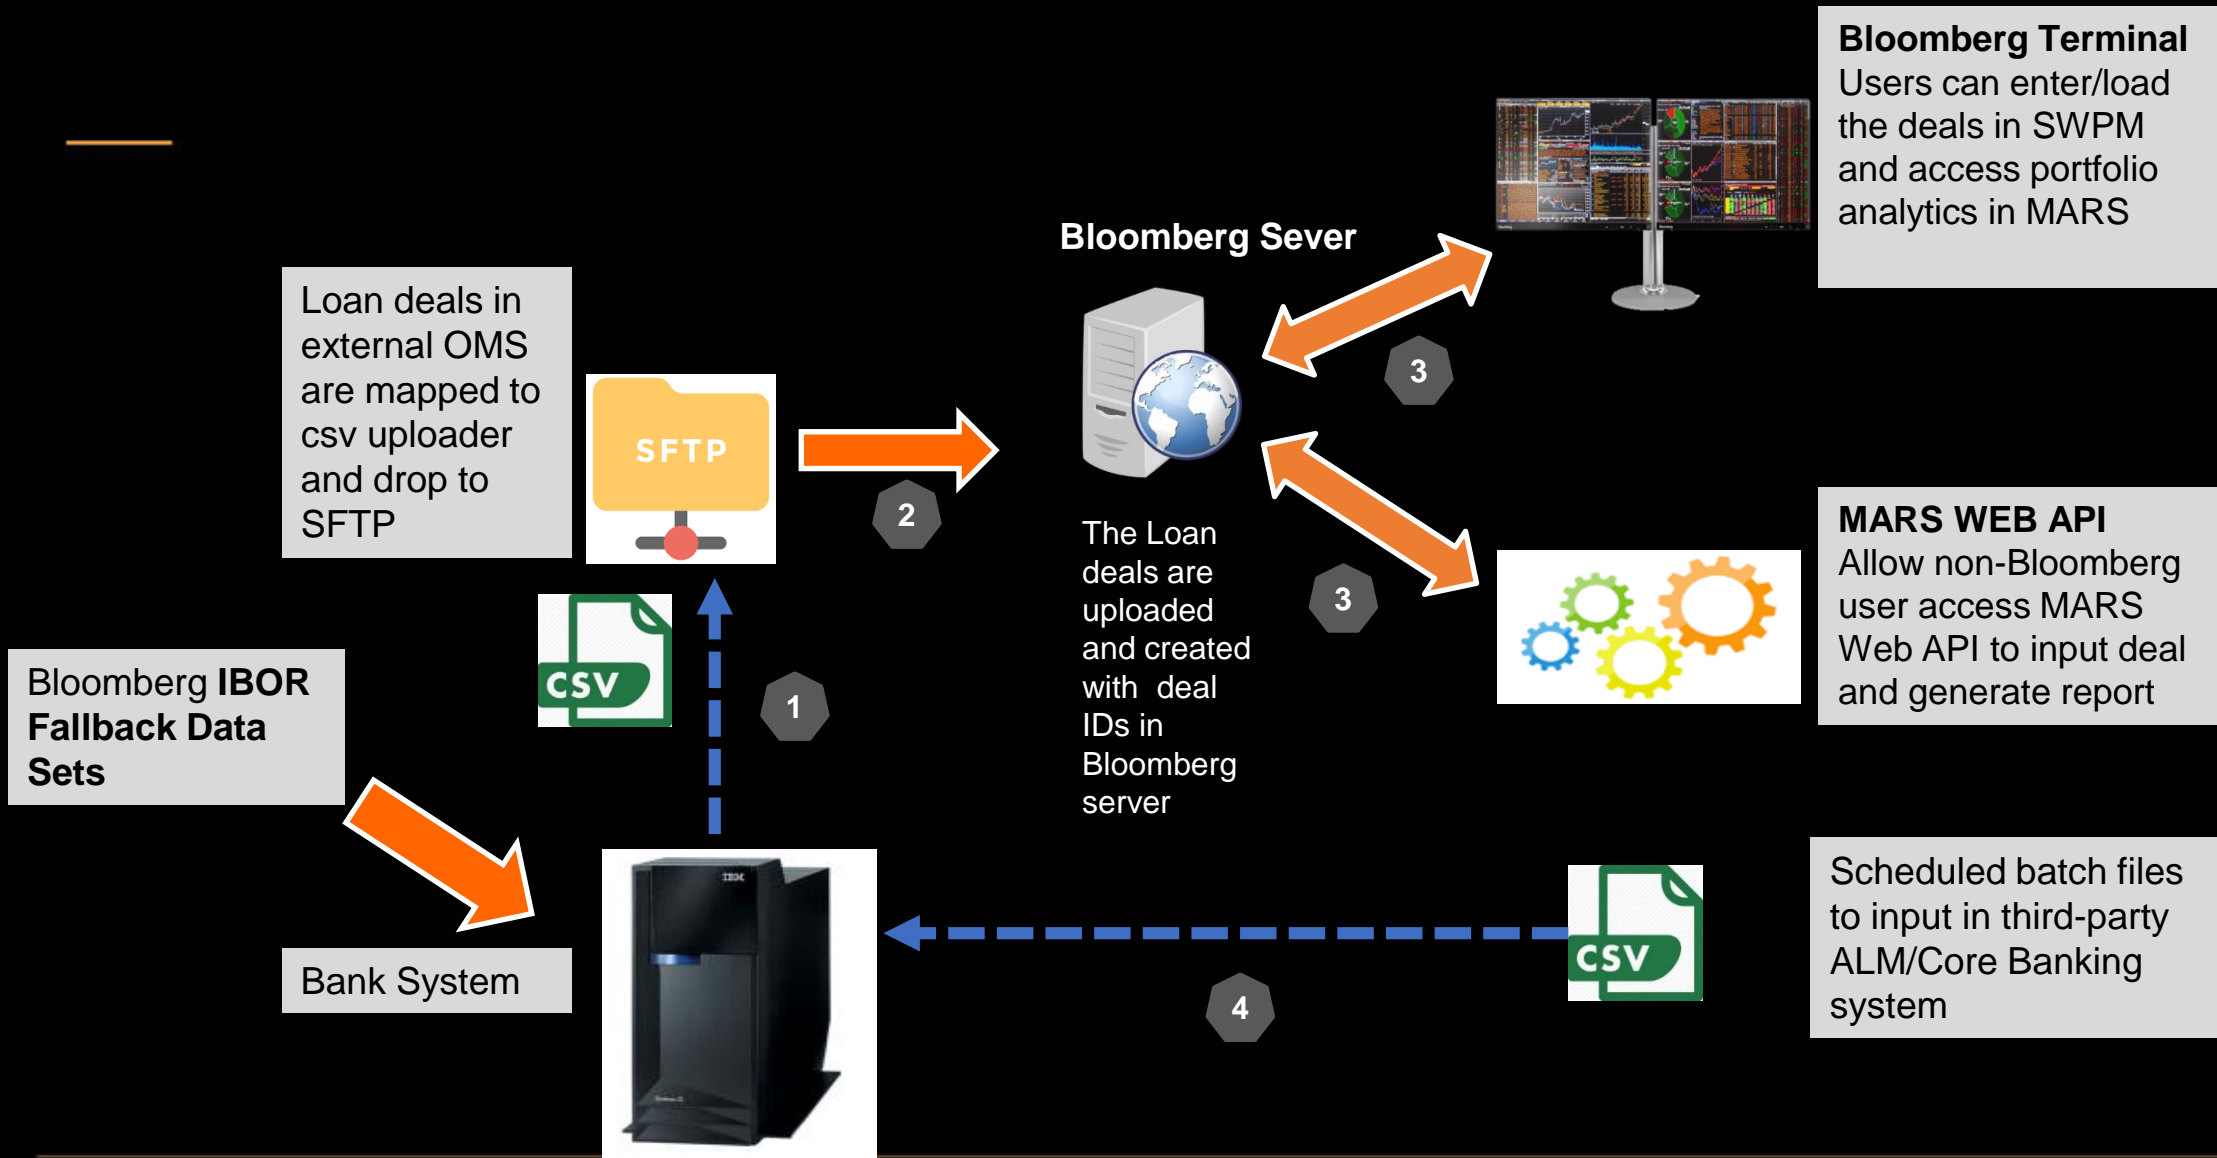 Bloomberg Terminal
Users can enter/load
the deals in SWPM
and access portfolio
analytics in MARS
Bloomberg Sever
3
Loan deals in
external OMS
are mapped to
csv uploader
and drop to
SFTP
SFTP
2
The Loan
deals are
uploaded
and created
with deal
IDs in
Bloomberg
server
3
MARS WEB API
Allow non-Bloomberg
user access MARS
Web API to input deal
and generate report
CSV
1
Bloomberg IBOR
Fallback Data
Sets
Bank System
IBM
4
CSV
Scheduled batch files
to input in third-party
ALM/Core Banking
system